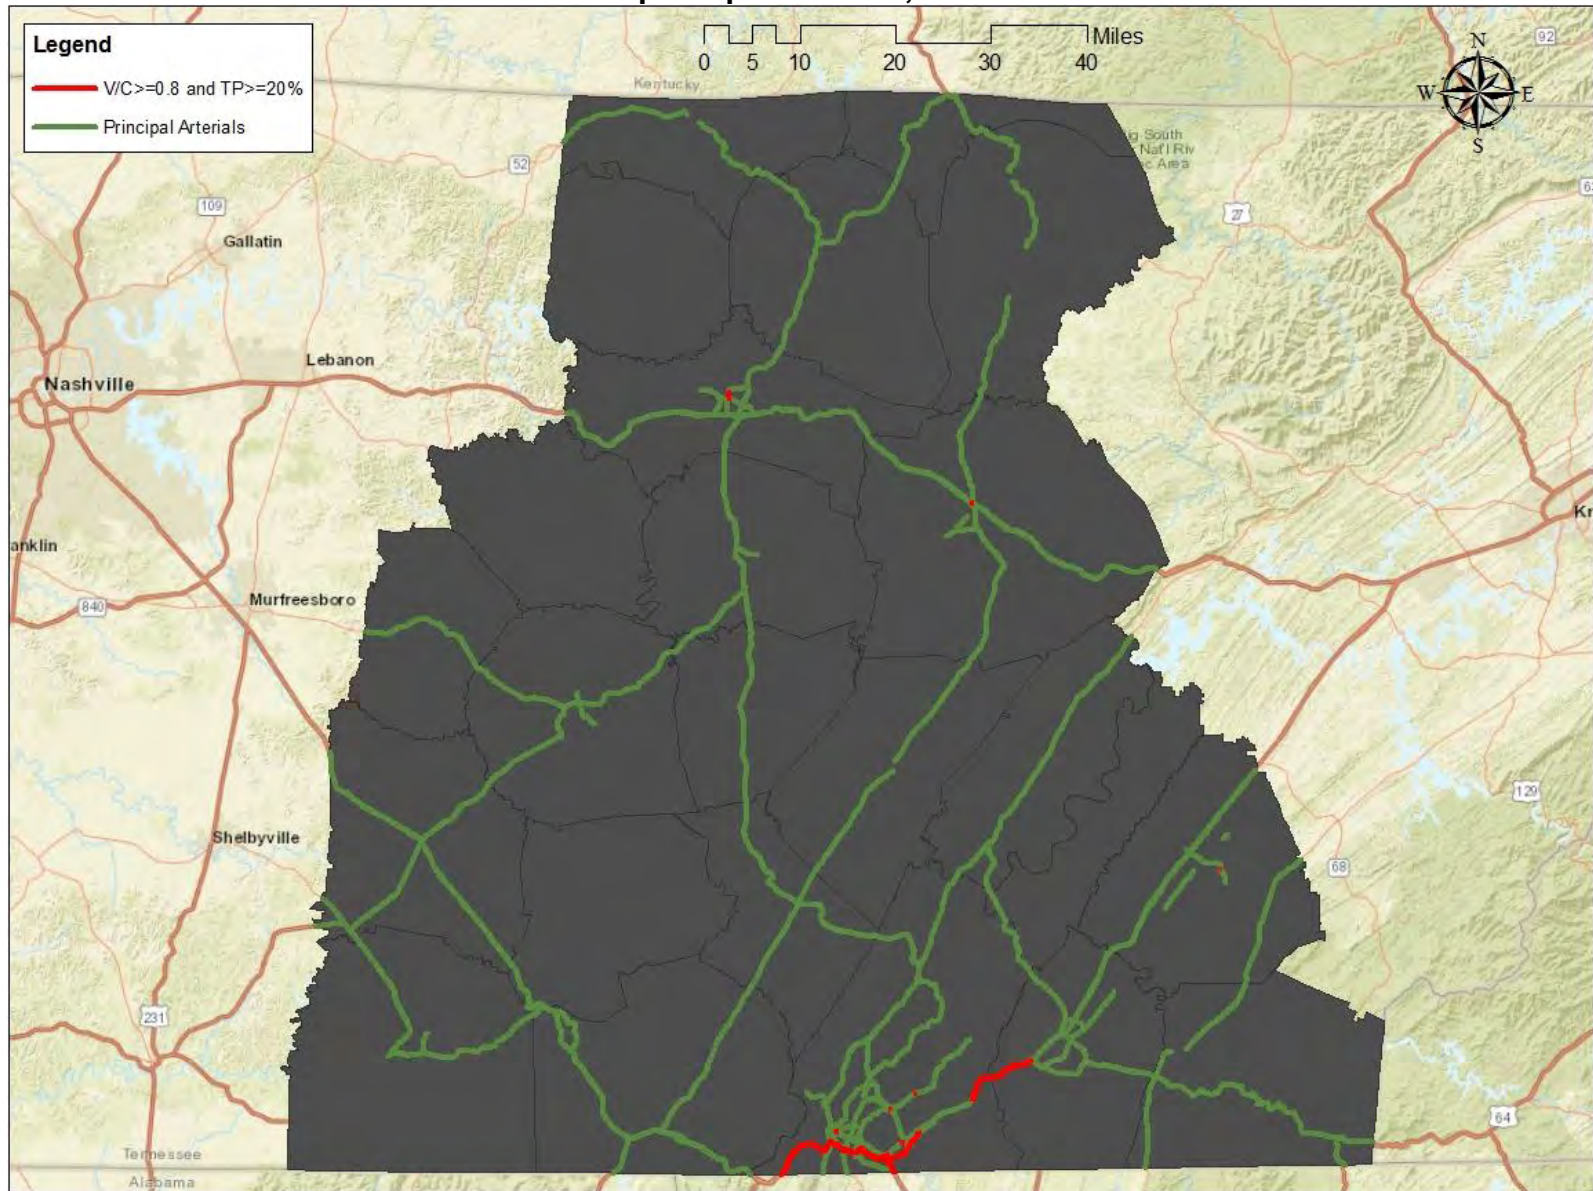 Legend
V/C>=0.8 and TP>=20%
Principal Arterials
Miles
0 5 10 20 30 40
N
W E
S
92
Kentucky
52
109
27
Gallatin
Lebanon
Nashville
anklin
840
Murfreesboro
129
Shelbyville
68
231
64
Tennessee
Alabama